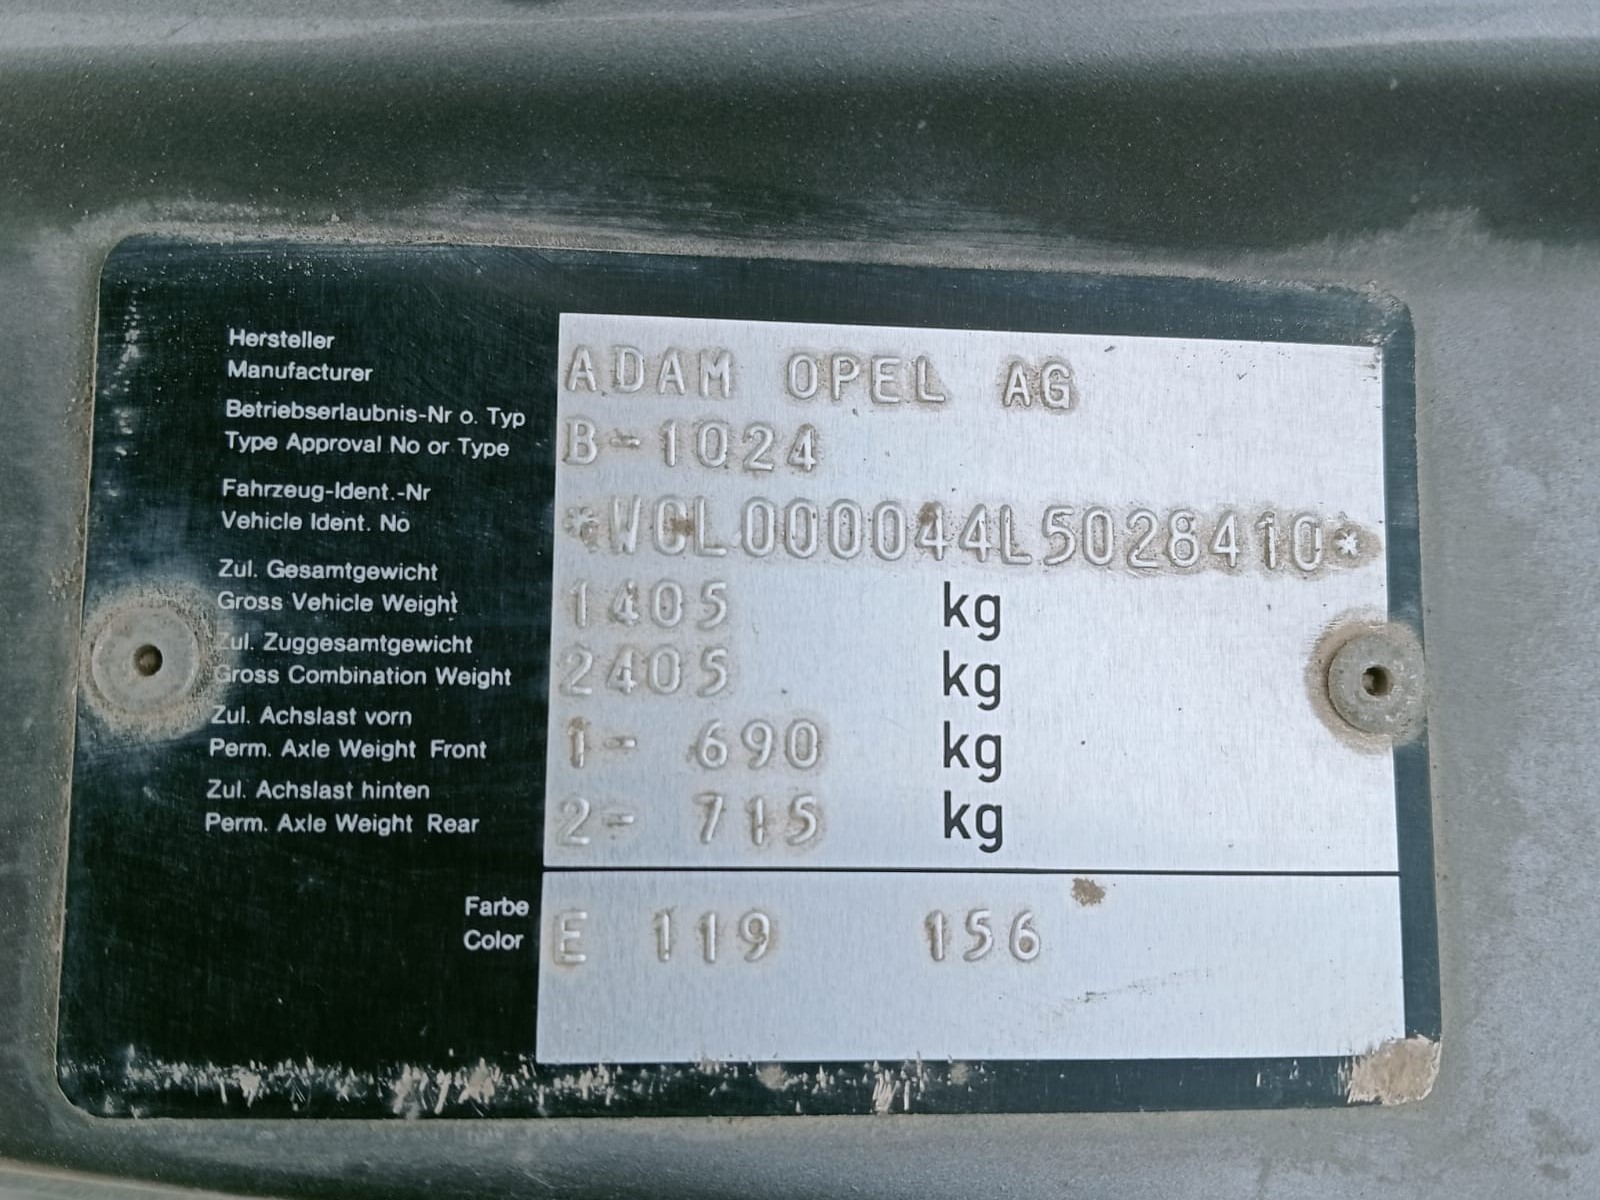 Hersteller
Manufacturer
ADAM OPEL AG
Betriebserlaubnis-Nr o. Typ
Type Approval No or Type
B-1024
Fahrzeug-Ident.-Nr
Vehicle Ident. No
*WOL000044L5028410*
Zul. Gesamtgewicht
Gross Vehicle Weight
1405 kg
Zul. Zuggesamtgewicht
Gross Combination Weight
2405 kg
Zul. Achslast vorn
Perm. Axle Weight Front
1- 690 kg
Zul. Achslast hinten
Perm. Axle Weight Rear
2- 715 kg
Farbe
Color
E 119 156